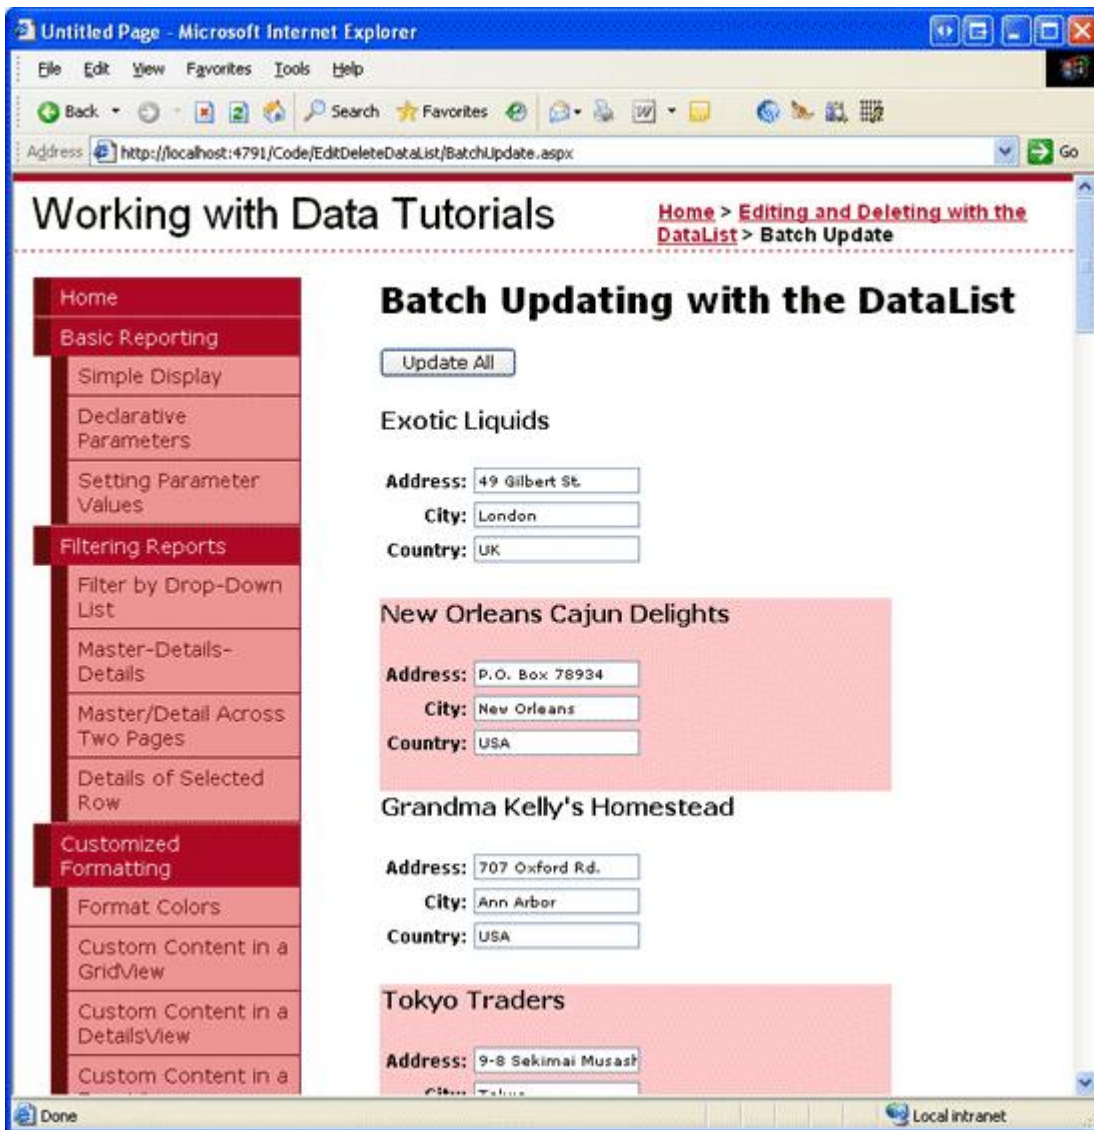 Untitled Page - Microsoft Internet Explorer
File Edit View Favorites Tools Help
Back Search Favorites
Address http://localhost:4791/Code/EditDeleteDataList/BatchUpdate.aspx Go
Working with Data Tutorials
Home > Editing and Deleting with the
DataList > Batch Update
Home
Basic Reporting
Simple Display
Declarative
Parameters
Setting Parameter
Values
Filtering Reports
Filter by Drop-Down
List
Master-Details-
Details
Master/Detail Across
Two Pages
Details of Selected
Row
Customized
Formatting
Format Colors
Custom Content in a
GridView
Custom Content in a
DetailsView
Custom Content in a
Batch Updating with the DataList
Update All
Exotic Liquids
Address: 49 Gilbert St.
City: London
Country: UK
New Orleans Cajun Delights
Address: P.O. Box 78934
City: New Orleans
Country: USA
Grandma Kelly's Homestead
Address: 707 Oxford Rd.
City: Ann Arbor
Country: USA
Tokyo Traders
Address: 9-8 Sekimai Musash
City: Tokyo
Done Local intranet